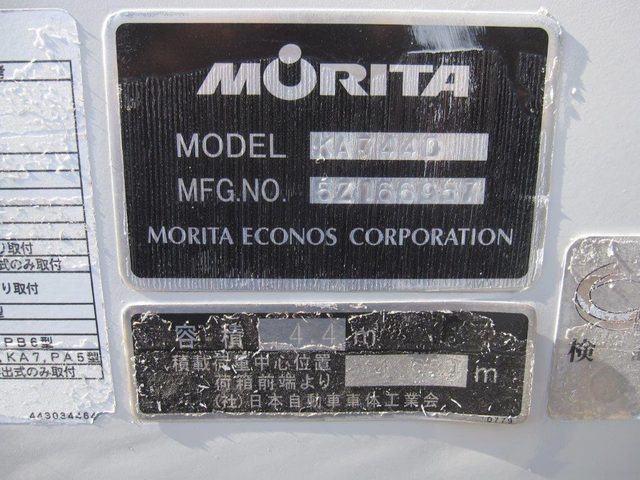 MORITA
MODEL KA7440
MFG.NO.
MORITA ECONOS CORPORATION
容積 4.4 m
積載荷重中心位置
荷箱前端より m
(社)日本自動車車体工業会
0779
り取付
式のみ取付
り取付
型
PB6型
KA7,PA5型
出式のみ取付
検